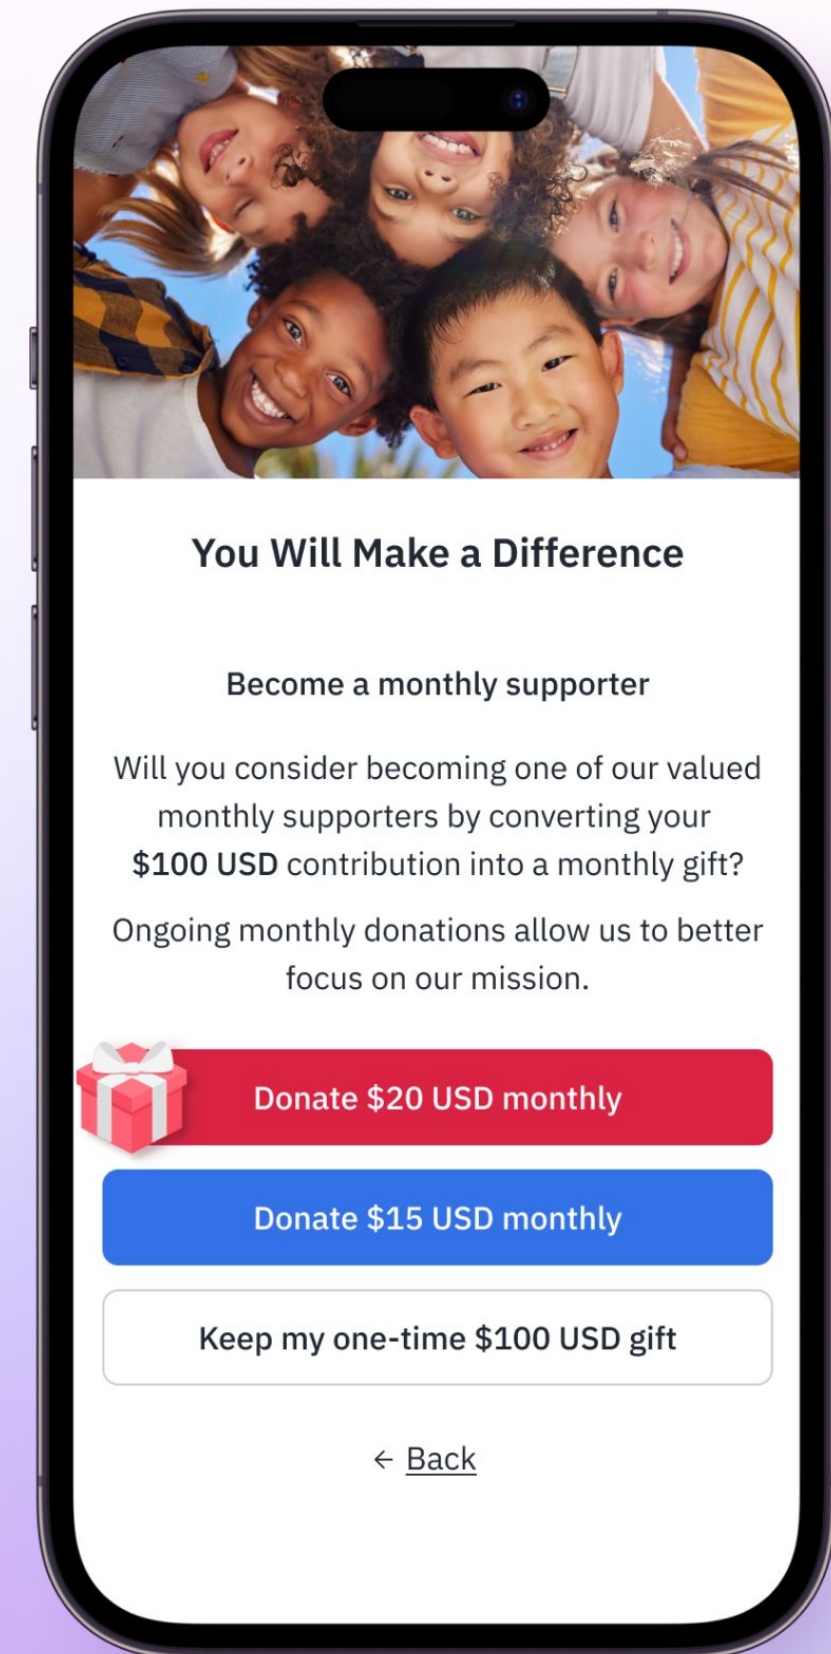 You Will Make a Difference
Become a monthly supporter
Will you consider becoming one of our valued
monthly supporters by converting your
$100 USD contribution into a monthly gift?
Ongoing monthly donations allow us to better
focus on our mission.
Donate $20 USD monthly
Donate $15 USD monthly
Keep my one-time $100 USD gift
← Back